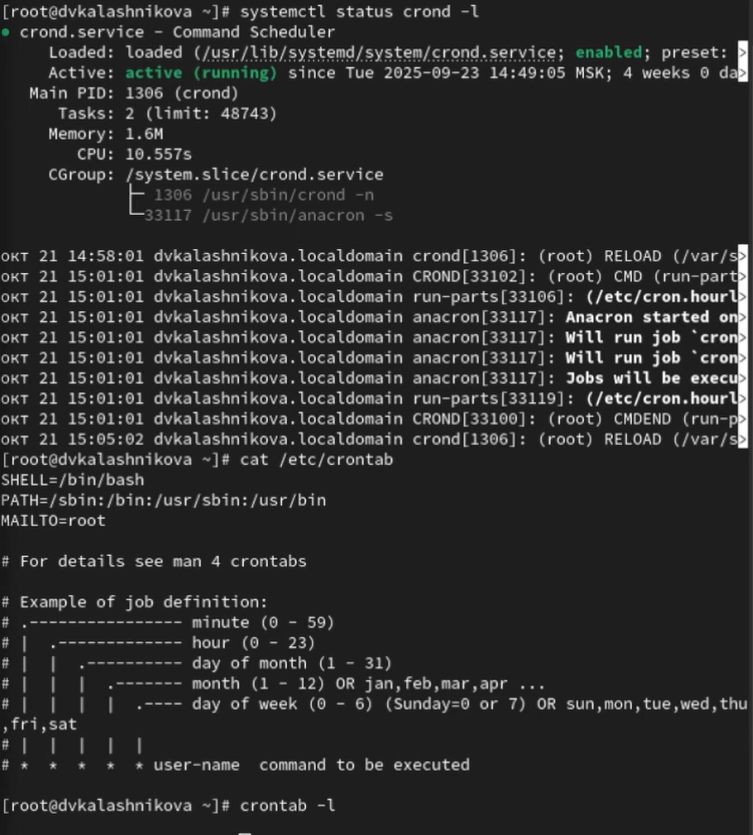 [root@dvkalashnikova ~]# systemctl status crond -l
● crond.service - Command Scheduler
     Loaded: loaded (/usr/lib/systemd/system/crond.service; enabled; preset: >
     Active: active (running) since Tue 2025-09-23 14:49:05 MSK; 4 weeks 0 da>
   Main PID: 1306 (crond)
      Tasks: 2 (limit: 48743)
     Memory: 1.6M
        CPU: 10.557s
     CGroup: /system.slice/crond.service
             ├─ 1306 /usr/sbin/crond -n
             └─33117 /usr/sbin/anacron -s

окт 21 14:58:01 dvkalashnikova.localdomain crond[1306]: (root) RELOAD (/var/s>
окт 21 15:01:01 dvkalashnikova.localdomain CROND[33102]: (root) CMD (run-part>
окт 21 15:01:01 dvkalashnikova.localdomain run-parts[33106]: (/etc/cron.hourl>
окт 21 15:01:01 dvkalashnikova.localdomain anacron[33117]: Anacron started on>
окт 21 15:01:01 dvkalashnikova.localdomain anacron[33117]: Will run job `cron>
окт 21 15:01:01 dvkalashnikova.localdomain anacron[33117]: Will run job `cron>
окт 21 15:01:01 dvkalashnikova.localdomain anacron[33117]: Jobs will be execu>
окт 21 15:01:01 dvkalashnikova.localdomain run-parts[33119]: (/etc/cron.hourl>
окт 21 15:01:01 dvkalashnikova.localdomain CROND[33100]: (root) CMDEND (run-p>
окт 21 15:05:02 dvkalashnikova.localdomain crond[1306]: (root) RELOAD (/var/s>
[root@dvkalashnikova ~]# cat /etc/crontab
SHELL=/bin/bash
PATH=/sbin:/bin:/usr/sbin:/usr/bin
MAILTO=root

# For details see man 4 crontabs

# Example of job definition:
# .---------------- minute (0 - 59)
# |  .------------- hour (0 - 23)
# |  |  .---------- day of month (1 - 31)
# |  |  |  .------- month (1 - 12) OR jan,feb,mar,apr ...
# |  |  |  |  .---- day of week (0 - 6) (Sunday=0 or 7) OR sun,mon,tue,wed,thu
,fri,sat
# |  |  |  |  |
# *  *  *  *  * user-name  command to be executed

[root@dvkalashnikova ~]# crontab -l